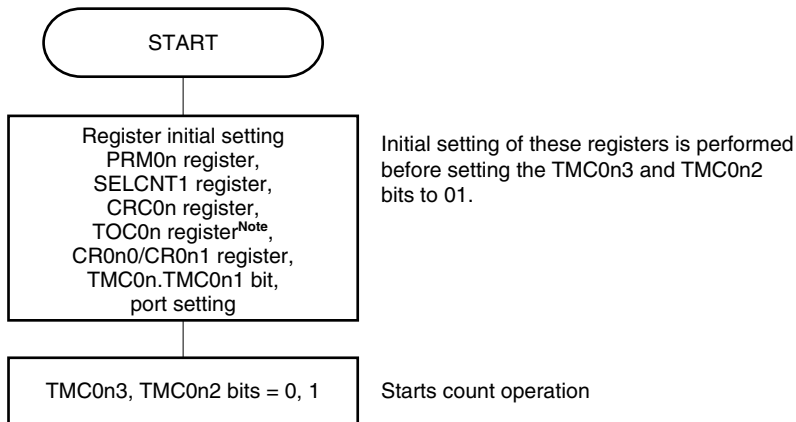 START
Register initial setting
PRM0n register,
SELCNT1 register,
CRC0n register,
TOC0n registerNote,
CR0n0/CR0n1 register,
TMC0n.TMC0n1 bit,
port setting
Initial setting of these registers is performed
before setting the TMC0n3 and TMC0n2
bits to 01.
TMC0n3, TMC0n2 bits = 0, 1
Starts count operation